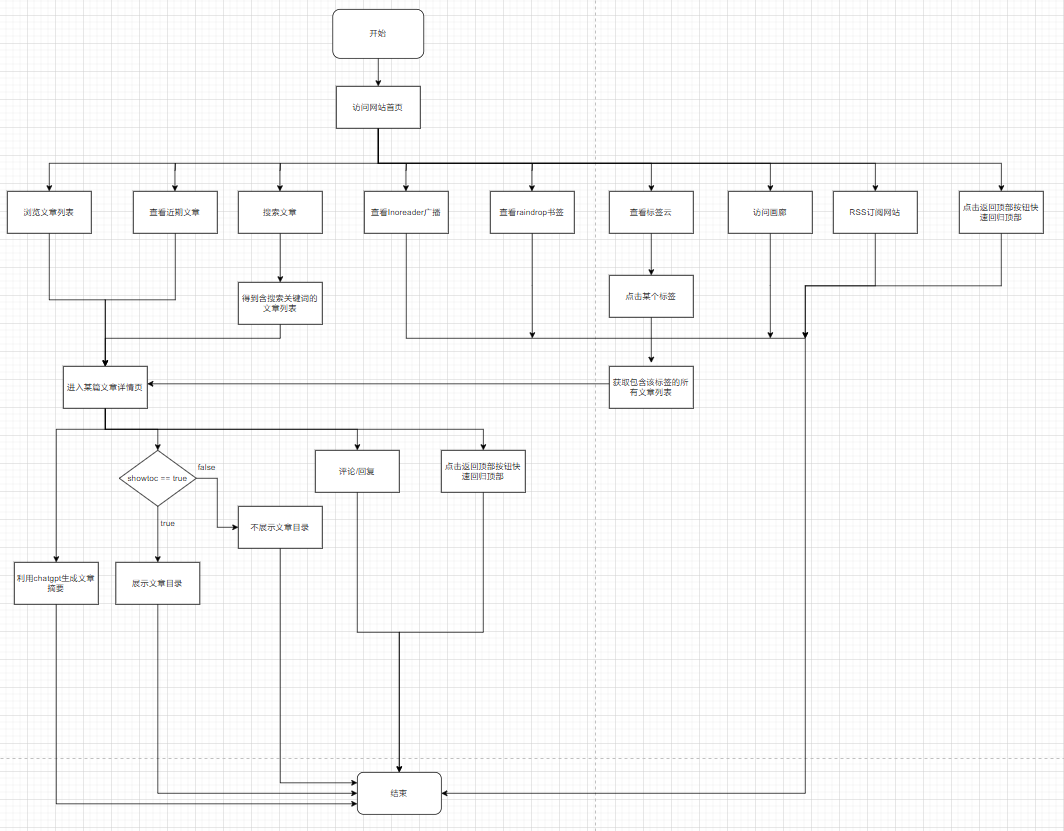 开始
访问网站首页
浏览文章列表
查看近期文章
搜索文章
查看Inoreader广播
查看raindrop书签
查看标签云
访问画廊
RSS订阅网站
点击返回顶部按钮快
速回归顶部
得到含搜索关键词的
文章列表
点击某个标签
进入某篇文章详情页
获取包含该标签的所
有文章列表
showtoc == true
false
true
评论/回复
点击返回顶部按钮快
速回归顶部
不展示文章目录
利用chatgpt生成文章
摘要
展示文章目录
结束